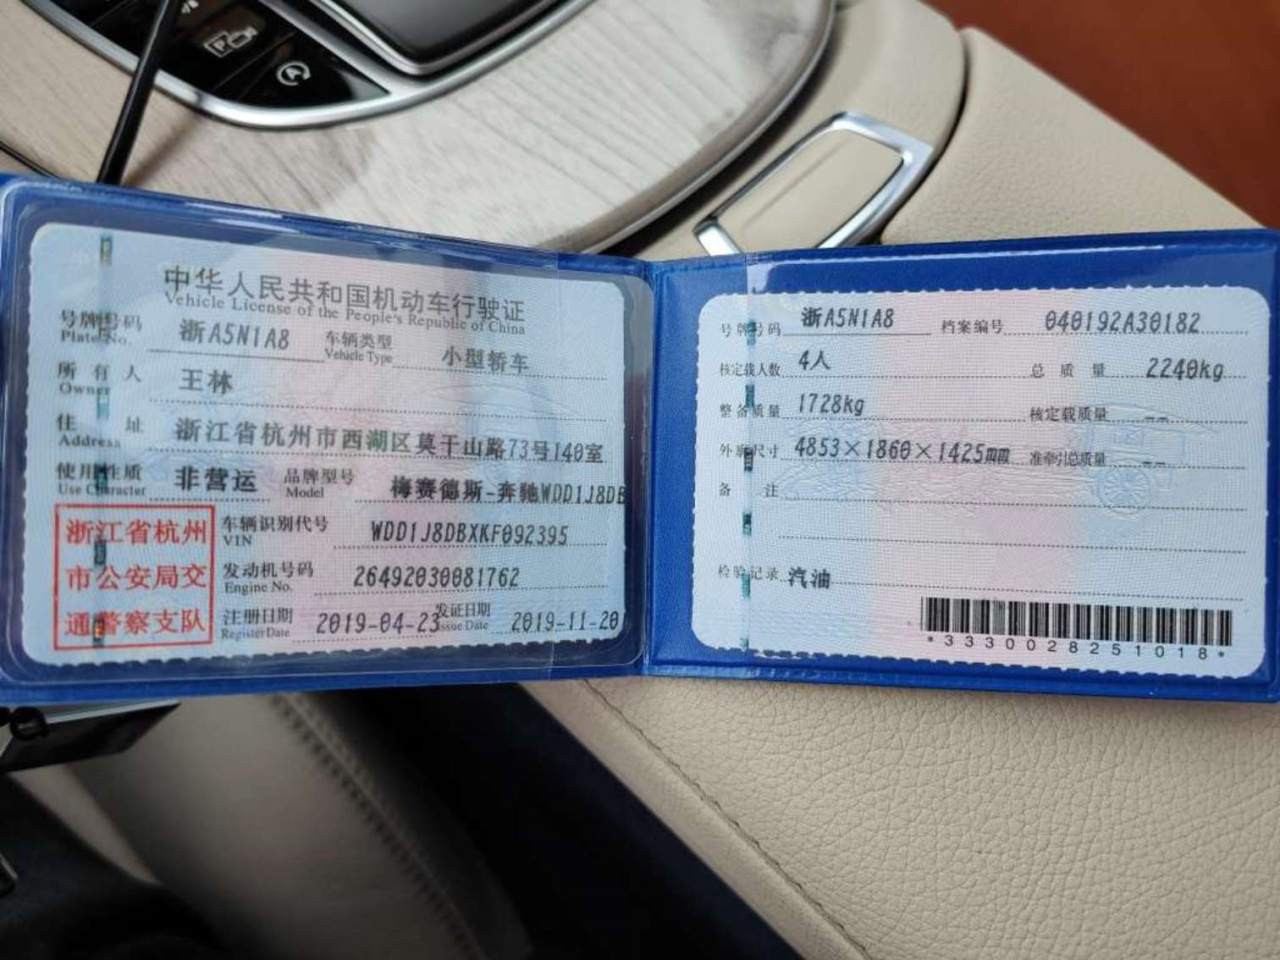 中华人民共和国机动车行驶证
Vehicle License of the People's Republic of China
号牌号码 浙A5N1A8 车辆类型 小型轿车
Plate No. Vehicle Type
所有人 王林
Owner
住址 浙江省杭州市西湖区莫干山路73号140室
Address
使用性质 非营运 品牌型号 梅赛德斯-奔驰WDD1J8DB
Use Character Model
浙江省杭州
市公安局交
通警察支队
车辆识别代号 WDD1J8DBXKF092395
VIN
发动机号码 26492030081762
Engine No.
注册日期 2019-04-23 发证日期 2019-11-20
Register Date Issue Date
号牌号码 浙A5N1A8 档案编号 040192A30182
核定载人数 4人 总质量 2240kg
整备质量 1728kg 核定载质量 --
外廓尺寸 4853×1860×1425mm 准牵引总质量 --
备注
检验记录 汽油
*3330028251018*
P
A